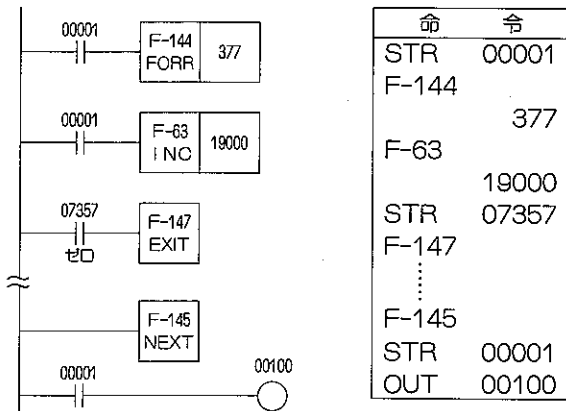 00001
F-144
FORR
377
00001
F-63
INC
19000
07357
ゼロ
F-147
EXIT
F-145
NEXT
00001
00100
命 令
STR 00001
F-144
377
F-63
19000
STR 07357
F-147
F-145
STR 00001
OUT 00100